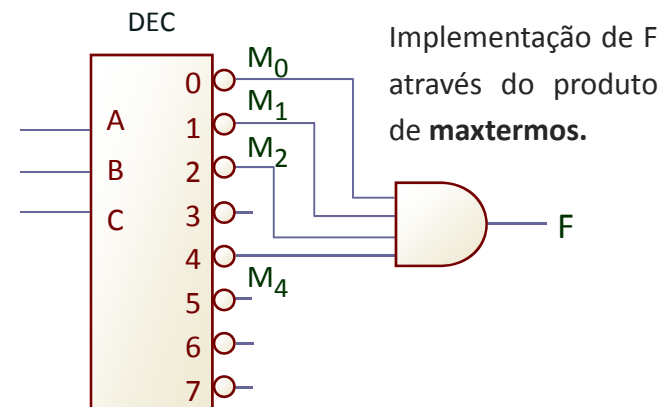 DEC
Implementação de F
através do produto
de maxtermos.
M0
M1
M2
M4
A
B
C
0
1
2
3
4
5
6
7
F